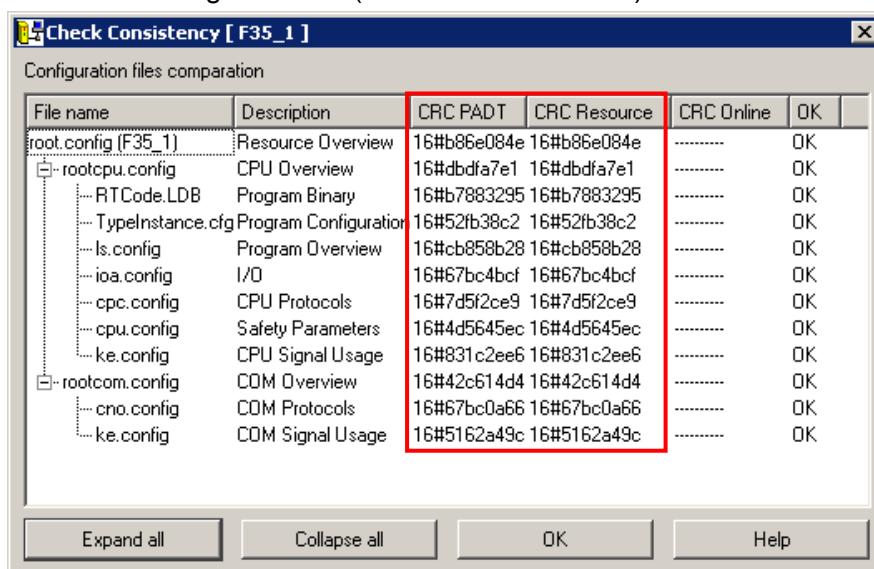 Check Consistency [ F35_1 ]
Configuration files comparation
File name Description CRC PADT CRC Resource CRC Online OK
root.config (F35_1) Resource Overview 16#b86e084e 16#b86e084e --------- OK
rootcpu.config CPU Overview 16#dbdfa7e1 16#dbdfa7e1 --------- OK
RTCode.LDB Program Binary 16#b7883295 16#b7883295 --------- OK
TypeInstance.cfg Program Configuration 16#52fb38c2 16#52fb38c2 --------- OK
ls.config Program Overview 16#cb858b28 16#cb858b28 --------- OK
ioa.config I/O 16#67bc4bcf 16#67bc4bcf --------- OK
cpc.config CPU Protocols 16#7d5f2ce9 16#7d5f2ce9 --------- OK
cpu.config Safety Parameters 16#4d5645ec 16#4d5645ec --------- OK
ke.config CPU Signal Usage 16#831c2ee6 16#831c2ee6 --------- OK
rootcom.config COM Overview 16#42c614d4 16#42c614d4 --------- OK
cno.config COM Protocols 16#67bc0a66 16#67bc0a66 --------- OK
ke.config COM Signal Usage 16#5162a49c 16#5162a49c --------- OK
Expand all Collapse all OK Help